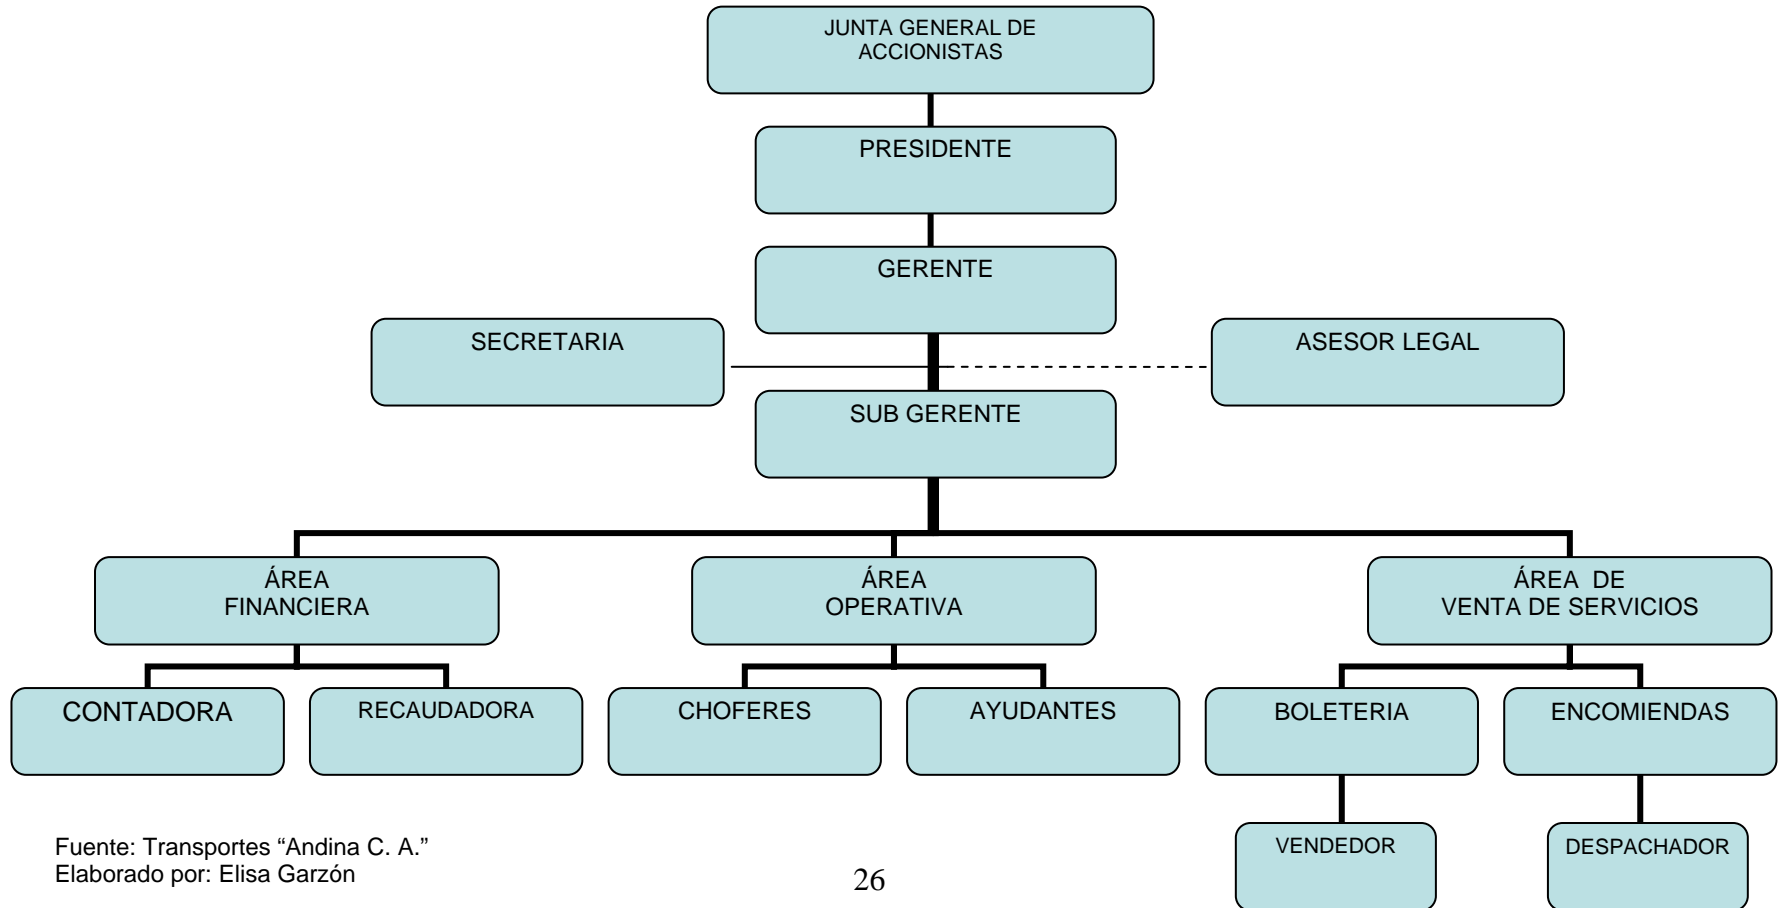 JUNTA GENERAL DE
ACCIONISTAS
PRESIDENTE
GERENTE
SECRETARIA
ASESOR LEGAL
SUB GERENTE
ÁREA
FINANCIERA
ÁREA
OPERATIVA
ÁREA DE
VENTA DE SERVICIOS
CONTADORA
RECAUDADORA
CHOFERES
AYUDANTES
BOLETERIA
ENCOMIENDAS
VENDEDOR
DESPACHADOR
Fuente: Transportes “Andina C. A.”
Elaborado por: Elisa Garzón
26